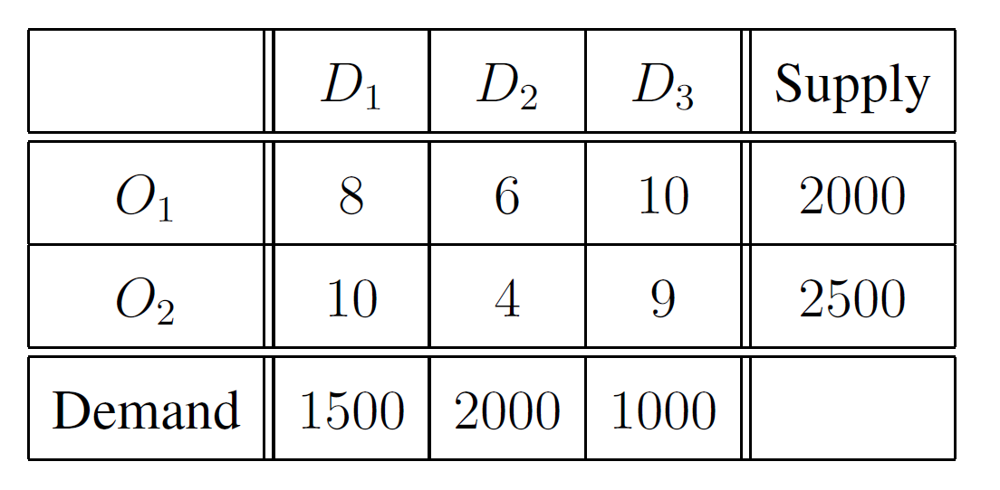 D₁ D₂ D₃ Supply
O₁ 8 6 10 2000
O₂ 10 4 9 2500
Demand 1500 2000 1000